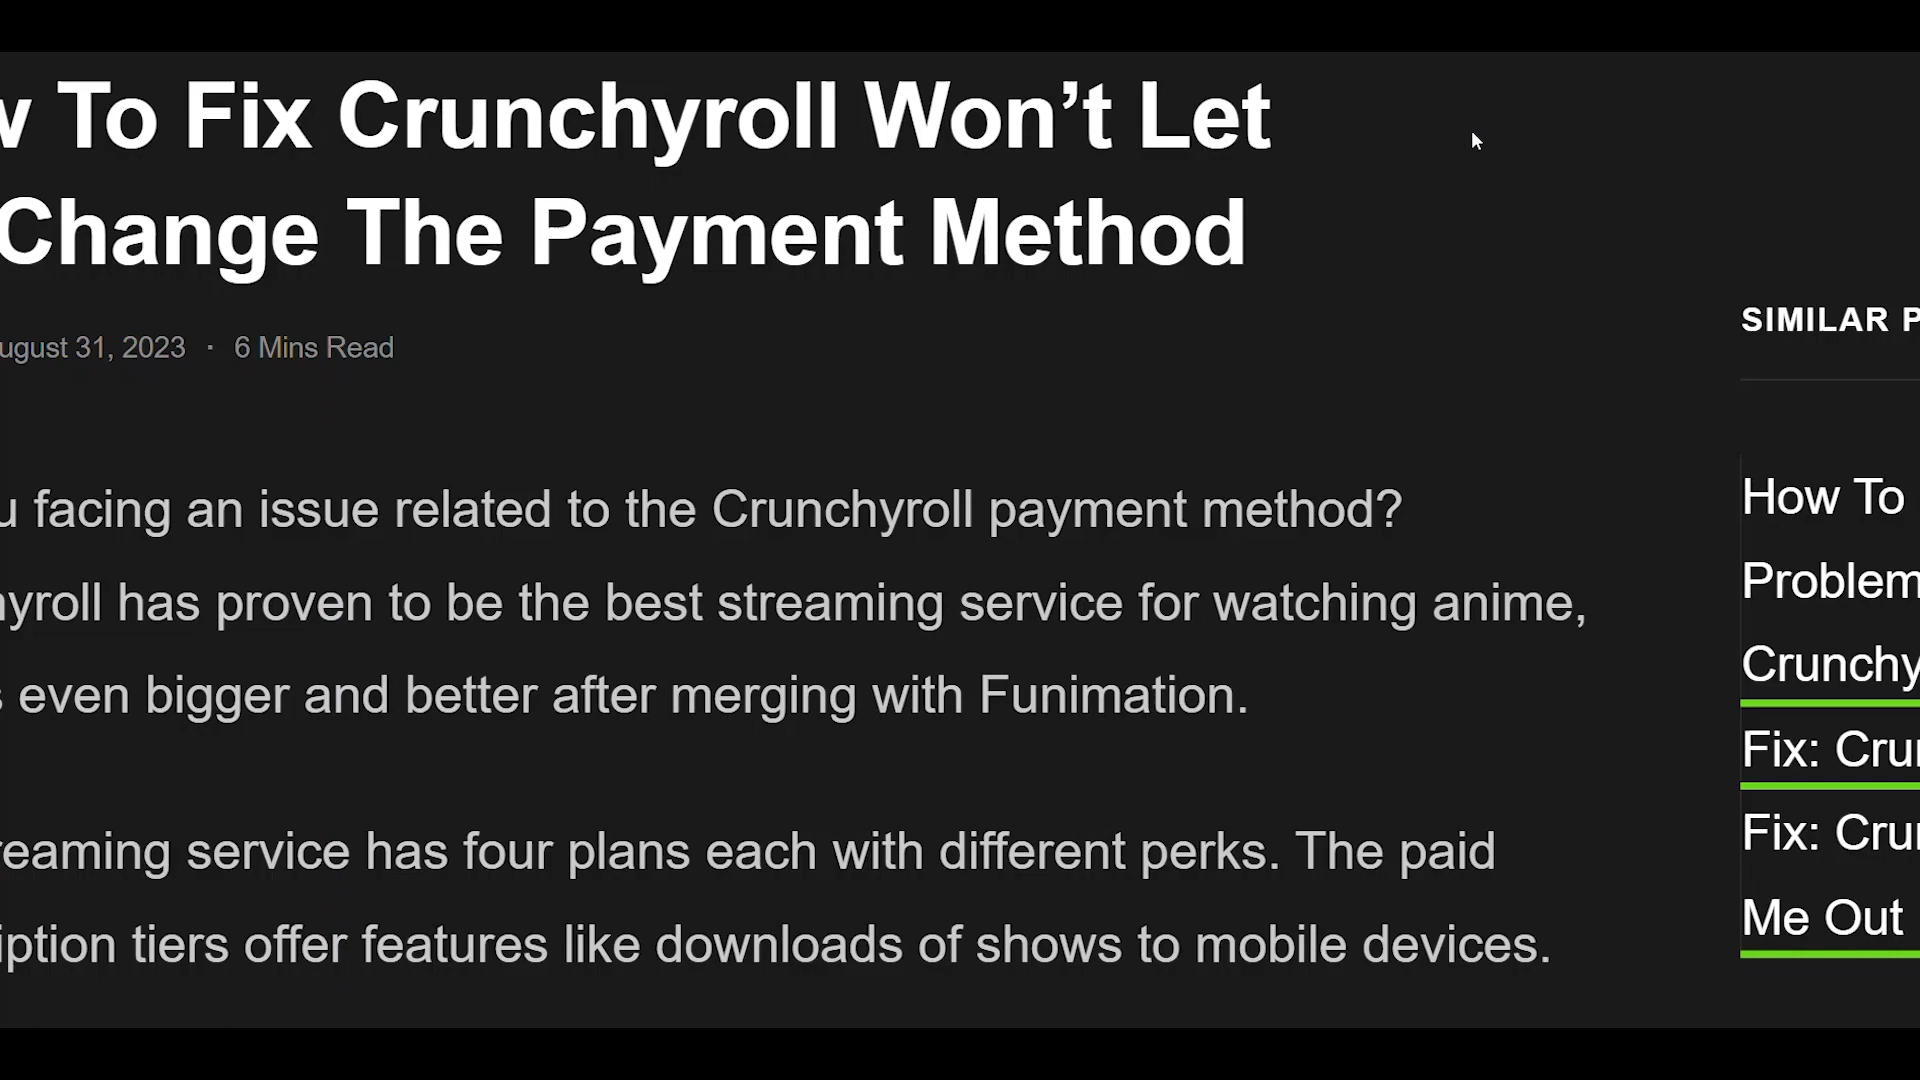 w To Fix Crunchyroll Won’t Let
Change The Payment Method
ugust 31, 2023 · 6 Mins Read
u facing an issue related to the Crunchyroll payment method?
hyroll has proven to be the best streaming service for watching anime,
s even bigger and better after merging with Funimation.
reaming service has four plans each with different perks. The paid
iption tiers offer features like downloads of shows to mobile devices.
SIMILAR P
How To
Problem
Crunchy
Fix: Crun
Fix: Crun
Me Out